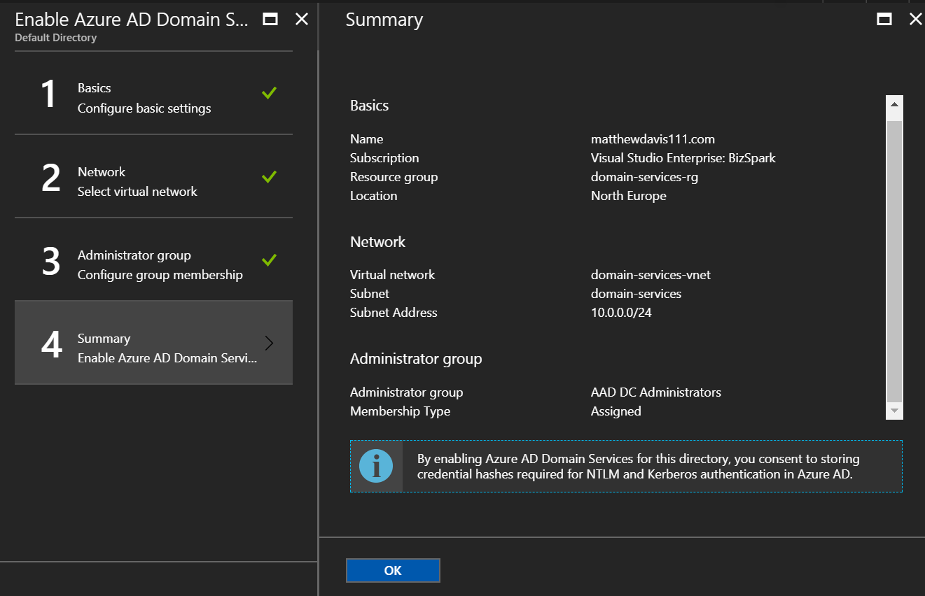 Enable Azure AD Domain S...
Default Directory
1
Basics
Configure basic settings
2
Network
Select virtual network
3
Administrator group
Configure group membership
4
Summary
Enable Azure AD Domain Servi...
Summary
Basics
Name matthewdavis111.com
Subscription Visual Studio Enterprise: BizSpark
Resource group domain-services-rg
Location North Europe
Network
Virtual network domain-services-vnet
Subnet domain-services
Subnet Address 10.0.0.0/24
Administrator group
Administrator group AAD DC Administrators
Membership Type Assigned
By enabling Azure AD Domain Services for this directory, you consent to storing
credential hashes required for NTLM and Kerberos authentication in Azure AD.
OK